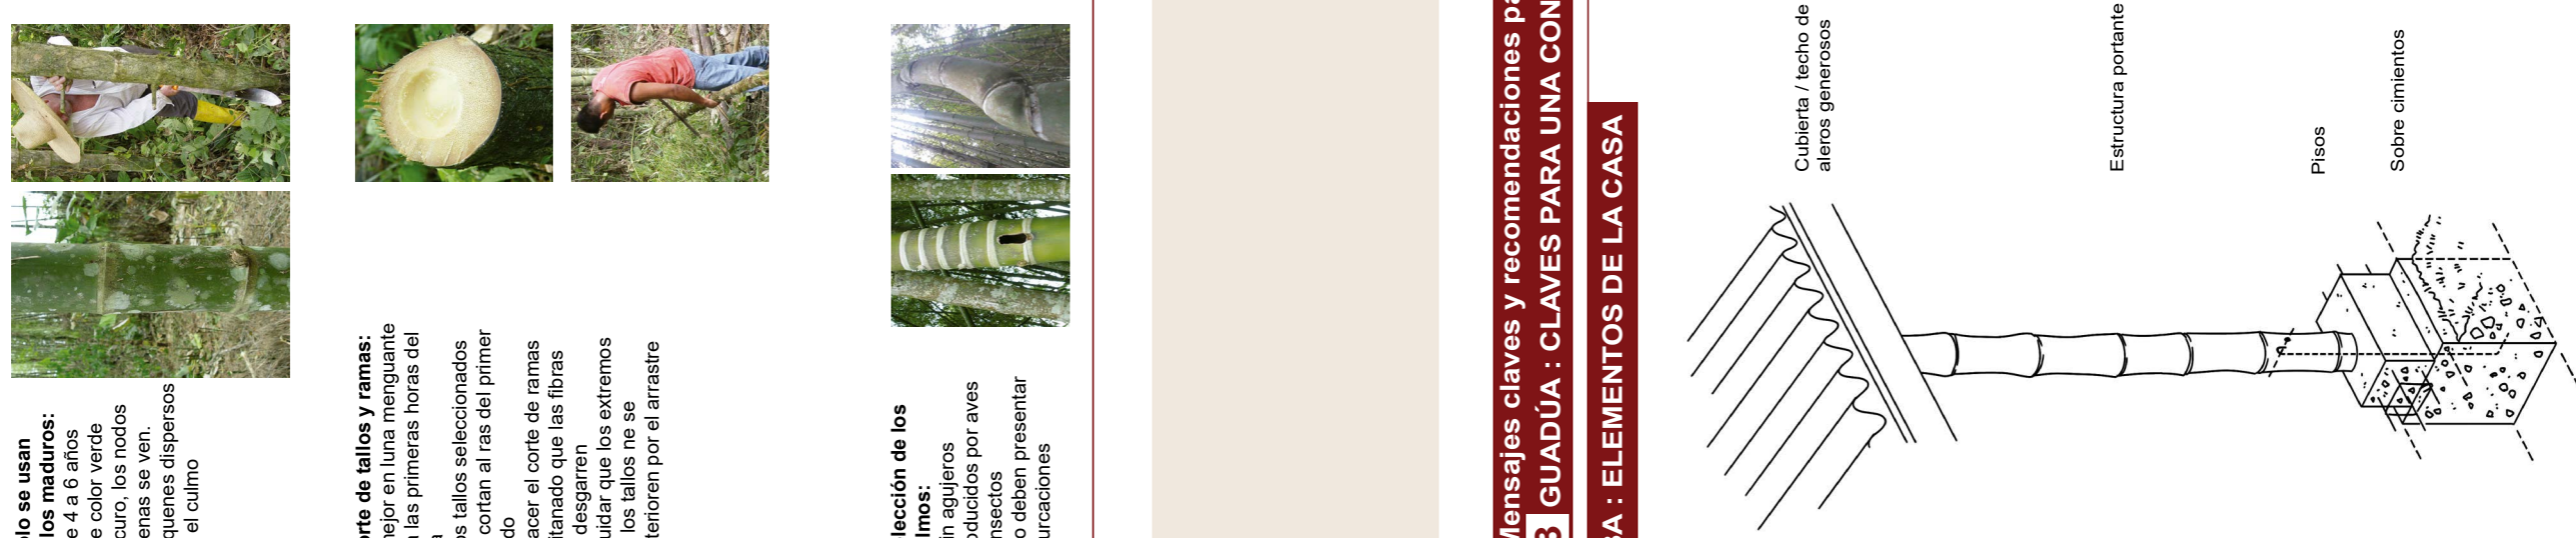 lo se usan
los maduros:
e 4 a 6 años
e color verde
curo, los nodos
enas se ven.
quenes dispersos
el culmo
orte de tallos y ramas:
ejor en luna menguante
las primeras horas del
a
os tallos seleccionados
cortan al ras del primer
do
acer el corte de ramas
itanado que las fibras
desgarren
uidar que los extremos
los tallos ne se
terioren por el arrastre
lección de los
lmos:
in agujeros
oducidos por aves
nsectos
o deben presentar
urcaciones
Mensajes claves y recomendaciones pa
3 GUADÚA : CLAVES PARA UNA CON
BA : ELEMENTOS DE LA CASA
Cubierta / techo de
aleros generosos
Estructura portante
Pisos
Sobre cimientos